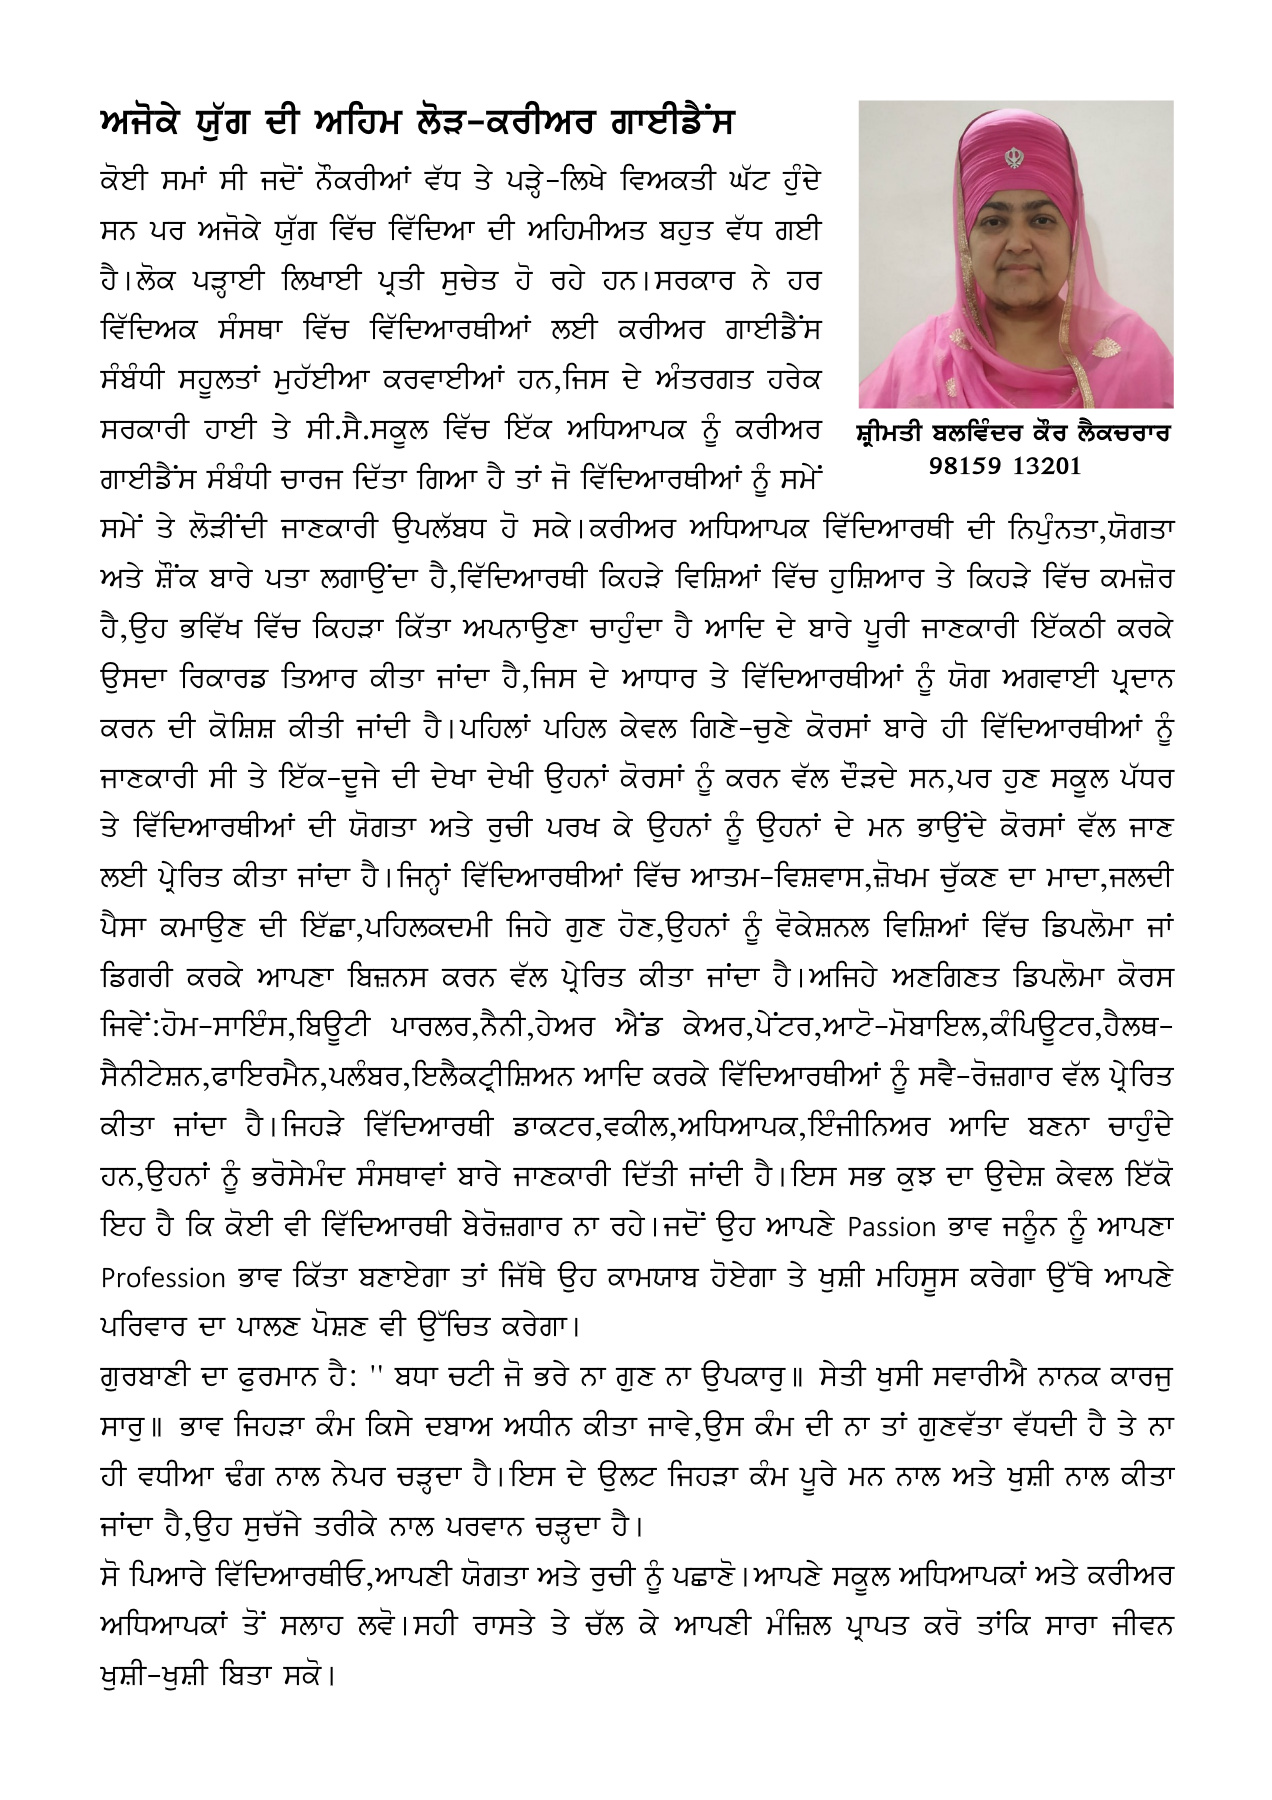 ਅਜੋਕੇ ਯੁੱਗ ਦੀ ਅਹਿਮ ਲੋੜ-ਕਰੀਅਰ ਗਾਈਡੈਂਸ
ਕੋਈ ਸਮਾਂ ਸੀ ਜਦੋਂ ਨੌਕਰੀਆਂ ਵੱਧ ਤੇ ਪੜ੍ਹੇ-ਲਿਖੇ ਵਿਅਕਤੀ ਘੱਟ ਹੁੰਦੇ
ਸਨ ਪਰ ਅਜੋਕੇ ਯੁੱਗ ਵਿੱਚ ਵਿੱਦਿਆ ਦੀ ਅਹਿਮੀਅਤ ਬਹੁਤ ਵੱਧ ਗਈ
ਹੈ।ਲੋਕ ਪੜ੍ਹਾਈ ਲਿਖਾਈ ਪ੍ਰਤੀ ਸੁਚੇਤ ਹੋ ਰਹੇ ਹਨ।ਸਰਕਾਰ ਨੇ ਹਰ
ਵਿੱਦਿਅਕ ਸੰਸਥਾ ਵਿੱਚ ਵਿੱਦਿਆਰਥੀਆਂ ਲਈ ਕਰੀਅਰ ਗਾਈਡੈਂਸ
ਸੰਬੰਧੀ ਸਹੂਲਤਾਂ ਮੁਹੱਈਆ ਕਰਵਾਈਆਂ ਹਨ,ਜਿਸ ਦੇ ਅੰਤਰਗਤ ਹਰੇਕ
ਸਰਕਾਰੀ ਹਾਈ ਤੇ ਸੀ.ਸੈ.ਸਕੂਲ ਵਿੱਚ ਇੱਕ ਅਧਿਆਪਕ ਨੂੰ ਕਰੀਅਰ
ਗਾਈਡੈਂਸ ਸੰਬੰਧੀ ਚਾਰਜ ਦਿੱਤਾ ਗਿਆ ਹੈ ਤਾਂ ਜੋ ਵਿੱਦਿਆਰਥੀਆਂ ਨੂੰ ਸਮੇਂ
ਸ਼੍ਰੀਮਤੀ ਬਲਵਿੰਦਰ ਕੌਰ ਲੈਕਚਰਾਰ
98159 13201
ਸਮੇਂ ਤੇ ਲੋੜੀਂਦੀ ਜਾਣਕਾਰੀ ਉਪਲੱਬਧ ਹੋ ਸਕੇ।ਕਰੀਅਰ ਅਧਿਆਪਕ ਵਿੱਦਿਆਰਥੀ ਦੀ ਨਿਪੁੰਨਤਾ,ਯੋਗਤਾ
ਅਤੇ ਸ਼ੌਂਕ ਬਾਰੇ ਪਤਾ ਲਗਾਉਂਦਾ ਹੈ,ਵਿੱਦਿਆਰਥੀ ਕਿਹੜੇ ਵਿਸ਼ਿਆਂ ਵਿੱਚ ਹੁਸ਼ਿਆਰ ਤੇ ਕਿਹੜੇ ਵਿੱਚ ਕਮਜ਼ੋਰ
ਹੈ,ਉਹ ਭਵਿੱਖ ਵਿੱਚ ਕਿਹੜਾ ਕਿੱਤਾ ਅਪਨਾਉਣਾ ਚਾਹੁੰਦਾ ਹੈ ਆਦਿ ਦੇ ਬਾਰੇ ਪੂਰੀ ਜਾਣਕਾਰੀ ਇੱਕਠੀ ਕਰਕੇ
ਉਸਦਾ ਰਿਕਾਰਡ ਤਿਆਰ ਕੀਤਾ ਜਾਂਦਾ ਹੈ,ਜਿਸ ਦੇ ਆਧਾਰ ਤੇ ਵਿੱਦਿਆਰਥੀਆਂ ਨੂੰ ਯੋਗ ਅਗਵਾਈ ਪ੍ਰਦਾਨ
ਕਰਨ ਦੀ ਕੋਸ਼ਿਸ਼ ਕੀਤੀ ਜਾਂਦੀ ਹੈ।ਪਹਿਲਾਂ ਪਹਿਲ ਕੇਵਲ ਗਿਣੇ-ਚੁਣੇ ਕੋਰਸਾਂ ਬਾਰੇ ਹੀ ਵਿੱਦਿਆਰਥੀਆਂ ਨੂੰ
ਜਾਣਕਾਰੀ ਸੀ ਤੇ ਇੱਕ-ਦੂਜੇ ਦੀ ਦੇਖਾ ਦੇਖੀ ਉਹਨਾਂ ਕੋਰਸਾਂ ਨੂੰ ਕਰਨ ਵੱਲ ਦੌੜਦੇ ਸਨ,ਪਰ ਹੁਣ ਸਕੂਲ ਪੱਧਰ
ਤੇ ਵਿੱਦਿਆਰਥੀਆਂ ਦੀ ਯੋਗਤਾ ਅਤੇ ਰੁਚੀ ਪਰਖ ਕੇ ਉਹਨਾਂ ਨੂੰ ਉਹਨਾਂ ਦੇ ਮਨ ਭਾਉਂਦੇ ਕੋਰਸਾਂ ਵੱਲ ਜਾਣ
ਲਈ ਪ੍ਰੇਰਿਤ ਕੀਤਾ ਜਾਂਦਾ ਹੈ।ਜਿਨ੍ਹਾਂ ਵਿੱਦਿਆਰਥੀਆਂ ਵਿੱਚ ਆਤਮ-ਵਿਸ਼ਵਾਸ,ਜ਼ੋਖਮ ਚੁੱਕਣ ਦਾ ਮਾਦਾ,ਜਲਦੀ
ਪੈਸਾ ਕਮਾਉਣ ਦੀ ਇੱਛਾ,ਪਹਿਲਕਦਮੀ ਜਿਹੇ ਗੁਣ ਹੋਣ,ਉਹਨਾਂ ਨੂੰ ਵੋਕੇਸ਼ਨਲ ਵਿਸ਼ਿਆਂ ਵਿੱਚ ਡਿਪਲੋਮਾ ਜਾਂ
ਡਿਗਰੀ ਕਰਕੇ ਆਪਣਾ ਬਿਜ਼ਨਸ ਕਰਨ ਵੱਲ ਪ੍ਰੇਰਿਤ ਕੀਤਾ ਜਾਂਦਾ ਹੈ।ਅਜਿਹੇ ਅਣਗਿਣਤ ਡਿਪਲੋਮਾ ਕੋਰਸ
ਜਿਵੇਂ:ਹੋਮ-ਸਾਇੰਸ,ਬਿਊਟੀ ਪਾਰਲਰ,ਨੈਨੀ,ਹੇਅਰ ਐਂਡ ਕੇਅਰ,ਪੇਂਟਰ,ਆਟੋ-ਮੋਬਾਇਲ,ਕੰਪਿਊਟਰ,ਹੈਲਥ-
ਸੈਨੀਟੇਸ਼ਨ,ਫਾਇਰਮੈਨ,ਪਲੰਬਰ,ਇਲੈਕਟ੍ਰੀਸ਼ਿਅਨ ਆਦਿ ਕਰਕੇ ਵਿੱਦਿਆਰਥੀਆਂ ਨੂੰ ਸਵੈ-ਰੋਜ਼ਗਾਰ ਵੱਲ ਪ੍ਰੇਰਿਤ
ਕੀਤਾ ਜਾਂਦਾ ਹੈ।ਜਿਹੜੇ ਵਿੱਦਿਆਰਥੀ ਡਾਕਟਰ,ਵਕੀਲ,ਅਧਿਆਪਕ,ਇੰਜੀਨਿਅਰ ਆਦਿ ਬਣਨਾ ਚਾਹੁੰਦੇ
ਹਨ,ਉਹਨਾਂ ਨੂੰ ਭਰੋਸੇਮੰਦ ਸੰਸਥਾਵਾਂ ਬਾਰੇ ਜਾਣਕਾਰੀ ਦਿੱਤੀ ਜਾਂਦੀ ਹੈ।ਇਸ ਸਭ ਕੁਝ ਦਾ ਉਦੇਸ਼ ਕੇਵਲ ਇੱਕੋ
ਇਹ ਹੈ ਕਿ ਕੋਈ ਵੀ ਵਿੱਦਿਆਰਥੀ ਬੇਰੋਜ਼ਗਾਰ ਨਾ ਰਹੇ।ਜਦੋਂ ਉਹ ਆਪਣੇ Passion ਭਾਵ ਜਨੂੰਨ ਨੂੰ ਆਪਣਾ
Profession ਭਾਵ ਕਿੱਤਾ ਬਣਾਏਗਾ ਤਾਂ ਜਿੱਥੇ ਉਹ ਕਾਮਯਾਬ ਹੋਏਗਾ ਤੇ ਖੁਸ਼ੀ ਮਹਿਸੂਸ ਕਰੇਗਾ ਉੱਥੇ ਆਪਣੇ
ਪਰਿਵਾਰ ਦਾ ਪਾਲਣ ਪੋਸ਼ਣ ਵੀ ਉੱਚਿਤ ਕਰੇਗਾ।
ਗੁਰਬਾਣੀ ਦਾ ਫੁਰਮਾਨ ਹੈ: '' ਬਧਾ ਚਟੀ ਜੋ ਭਰੇ ਨਾ ਗੁਣ ਨਾ ਉਪਕਾਰੁ॥ ਸੇਤੀ ਖੁਸੀ ਸਵਾਰੀਐ ਨਾਨਕ ਕਾਰਜੁ
ਸਾਰੁ॥ ਭਾਵ ਜਿਹੜਾ ਕੰਮ ਕਿਸੇ ਦਬਾਅ ਅਧੀਨ ਕੀਤਾ ਜਾਵੇ,ਉਸ ਕੰਮ ਦੀ ਨਾ ਤਾਂ ਗੁਣਵੱਤਾ ਵੱਧਦੀ ਹੈ ਤੇ ਨਾ
ਹੀ ਵਧੀਆ ਢੰਗ ਨਾਲ ਨੇਪਰ ਚੜ੍ਹਦਾ ਹੈ।ਇਸ ਦੇ ਉਲਟ ਜਿਹੜਾ ਕੰਮ ਪੂਰੇ ਮਨ ਨਾਲ ਅਤੇ ਖੁਸ਼ੀ ਨਾਲ ਕੀਤਾ
ਜਾਂਦਾ ਹੈ,ਉਹ ਸੁਚੱਜੇ ਤਰੀਕੇ ਨਾਲ ਪਰਵਾਨ ਚੜ੍ਹਦਾ ਹੈ।
ਸੋ ਪਿਆਰੇ ਵਿੱਦਿਆਰਥੀਓ,ਆਪਣੀ ਯੋਗਤਾ ਅਤੇ ਰੁਚੀ ਨੂੰ ਪਛਾਣੋ।ਆਪਣੇ ਸਕੂਲ ਅਧਿਆਪਕਾਂ ਅਤੇ ਕਰੀਅਰ
ਅਧਿਆਪਕਾਂ ਤੋਂ ਸਲਾਹ ਲਵੋ।ਸਹੀ ਰਾਸਤੇ ਤੇ ਚੱਲ ਕੇ ਆਪਣੀ ਮੰਜ਼ਿਲ ਪ੍ਰਾਪਤ ਕਰੋ ਤਾਂਕਿ ਸਾਰਾ ਜੀਵਨ
ਖੁਸ਼ੀ-ਖੁਸ਼ੀ ਬਿਤਾ ਸਕੋ।